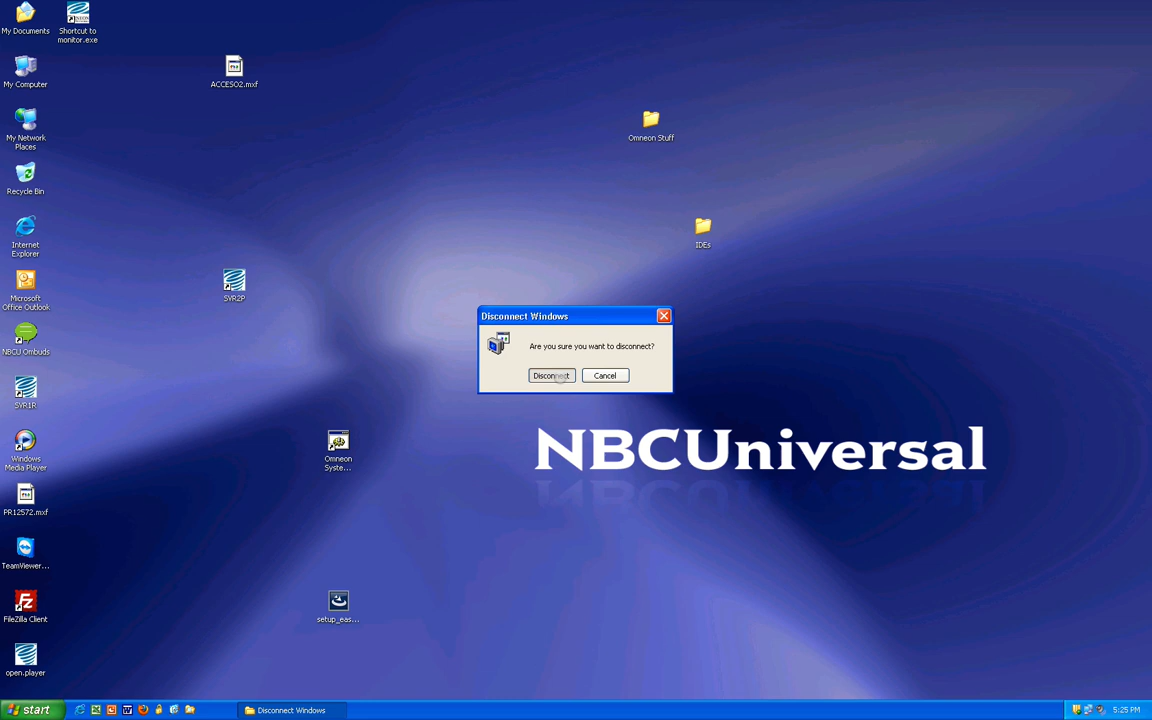 My Documents
Shortcut to
monitor.exe
ACCESO2.mxf
My Computer
Omneon Stuff
My Network
Places
Recycle Bin
Internet
Explorer
IDEs
SVR2P
Microsoft
Office Outlook
Disconnect Windows
Are you sure you want to disconnect?
Disconnect
Cancel
NBCU Ombuds
SVR1R
NBCUniversal
Windows
Media Player
Omneon
Syste...
PR12572.mxf
TeamViewer...
FileZilla Client
setup_eas...
open.player
start
Disconnect Windows
5:25 PM